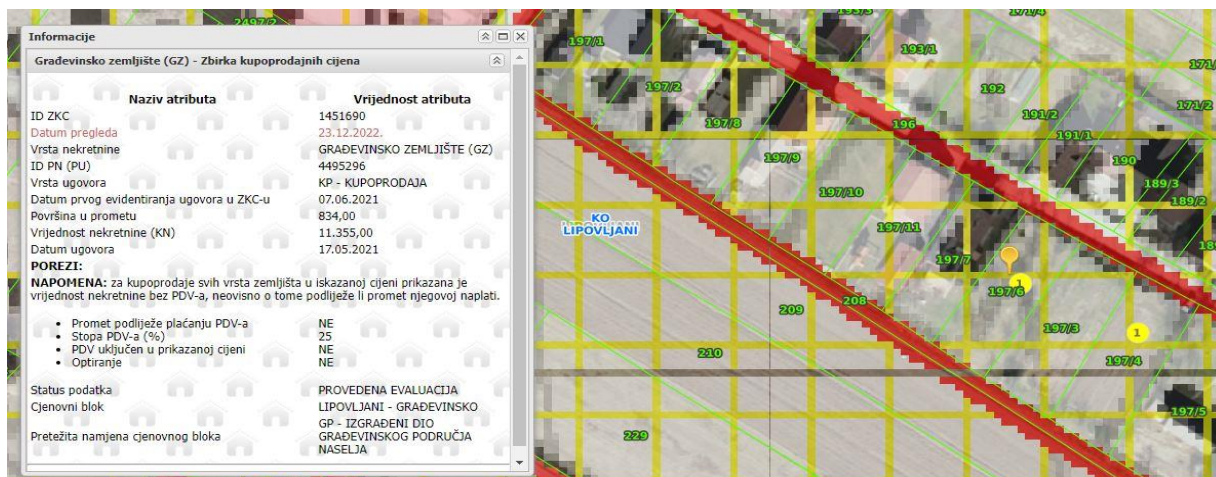 Informacije
Građevinsko zemljište (GZ) - Zbirka kupoprodajnih cijena
Naziv atributa Vrijednost atributa
ID ZKC 1451690
Datum pregleda 23.12.2022.
Vrsta nekretnine GRAĐEVINSKO ZEMLJIŠTE (GZ)
ID PN (PU) 4495296
Vrsta ugovora KP - KUPOPRODAJA
Datum prvog evidentiranja ugovora u ZKC-u 07.06.2021
Površina u prometu 834,00
Vrijednost nekretnine (KN) 11.355,00
Datum ugovora 17.05.2021
POREZI:
NAPOMENA: za kupoprodaje svih vrsta zemljišta u iskazanoj cijeni prikazana je
vrijednost nekretnine bez PDV-a, neovisno o tome podliježe li promet njegovoj naplati.
• Promet podliježe plaćanju PDV-a NE
• Stopa PDV-a (%) 25
• PDV uključen u prikazanoj cijeni NE
• Optiranje NE
Status podatka PROVEDENA EVALUACIJA
Cjenovni blok LIPOVLJANI - GRAĐEVINSKO
Pretežita namjena cjenovnog bloka GP - IZGRAĐENI DIO
GRAĐEVINSKOG PODRUČJA
NASELJA
2497/2
197/1
193/1
171/4
197/2
192
197/8
196
191/2
171/2
191/1
197/9
190
189/3
197/10
189/2
KO
LIPOVLJANI
197/11
197/7
1
197/6
209
208
197/3
1
210
197/4
197/5
229